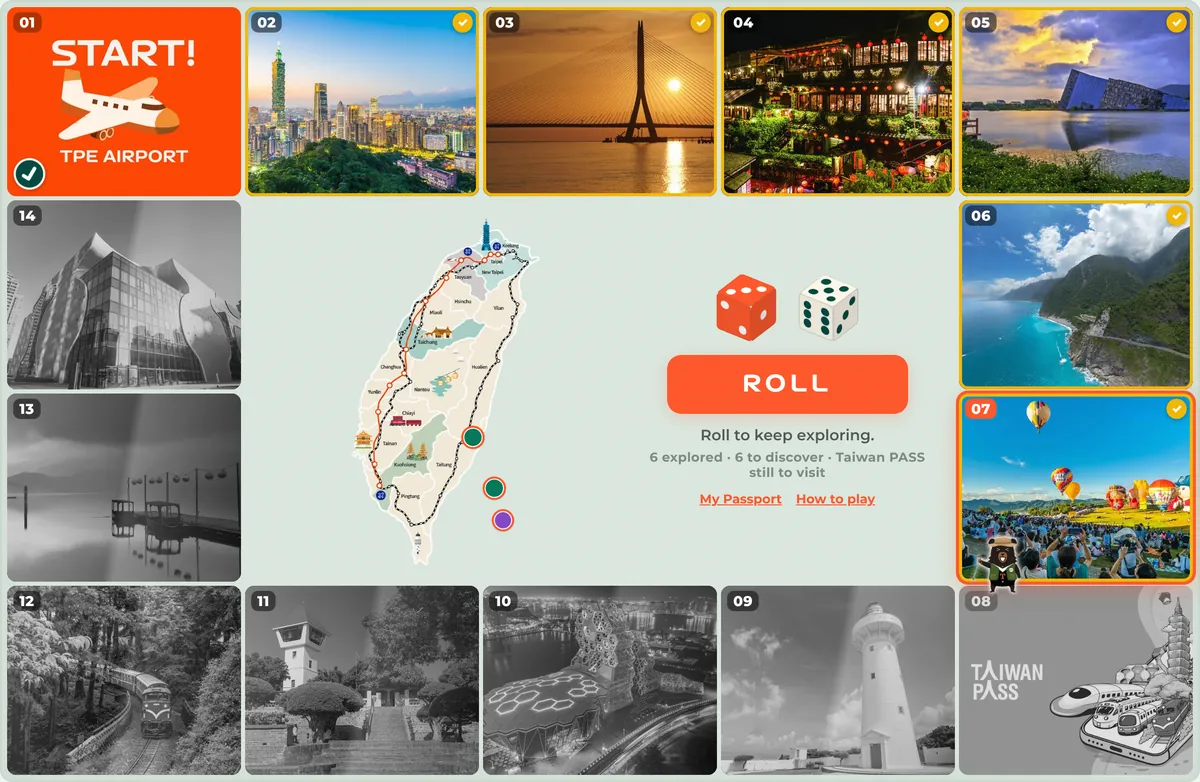 01
START!
TPE AIRPORT
02
03
04
05
14
06
13
07
Keelung
Taipei
New Taipei
Taoyuan
Hsinchu
Yilan
Miaoli
Taichung
Changhua
Hualien
Nantou
Yunlin
Chiayi
Tainan
Kaohsiung
Taitung
Pingtung
ROLL
Roll to keep exploring.
6 explored · 6 to discover · Taiwan PASS
still to visit
My Passport
How to play
12
11
10
09
08
TAIWAN
PASS